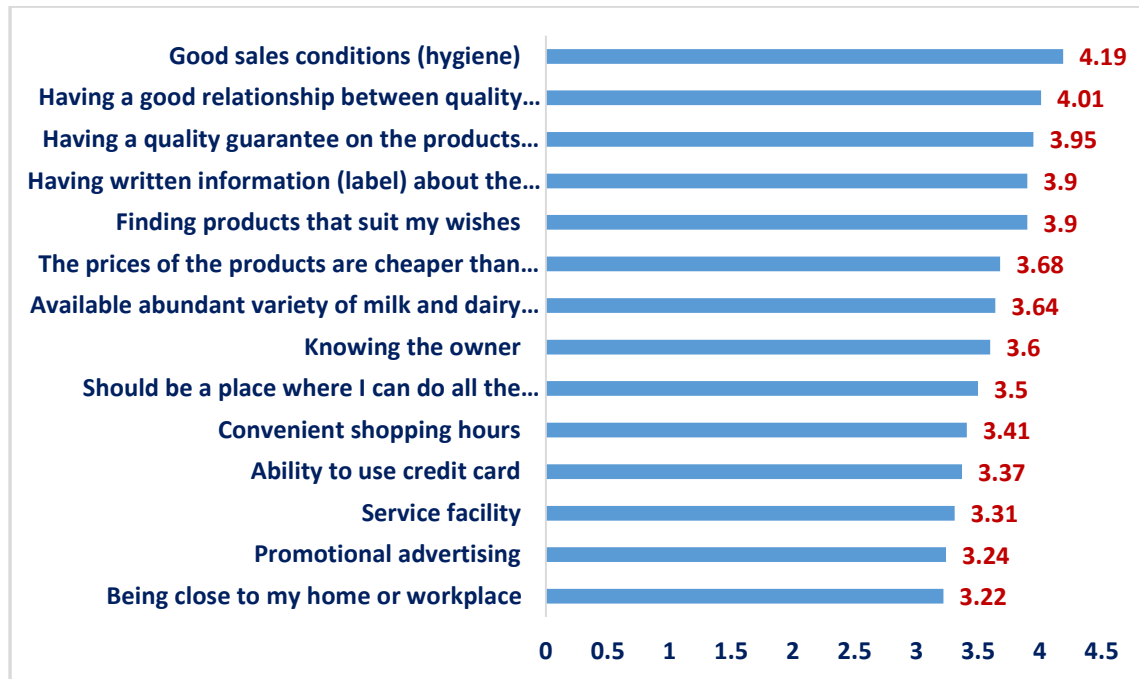 Good sales conditions (hygiene) 4.19
Having a good relationship between quality... 4.01
Having a quality guarantee on the products... 3.95
Having written information (label) about the... 3.9
Finding products that suit my wishes 3.9
The prices of the products are cheaper than... 3.68
Available abundant variety of milk and dairy... 3.64
Knowing the owner 3.6
Should be a place where I can do all the... 3.5
Convenient shopping hours 3.41
Ability to use credit card 3.37
Service facility 3.31
Promotional advertising 3.24
Being close to my home or workplace 3.22
0 0.5 1 1.5 2 2.5 3 3.5 4 4.5